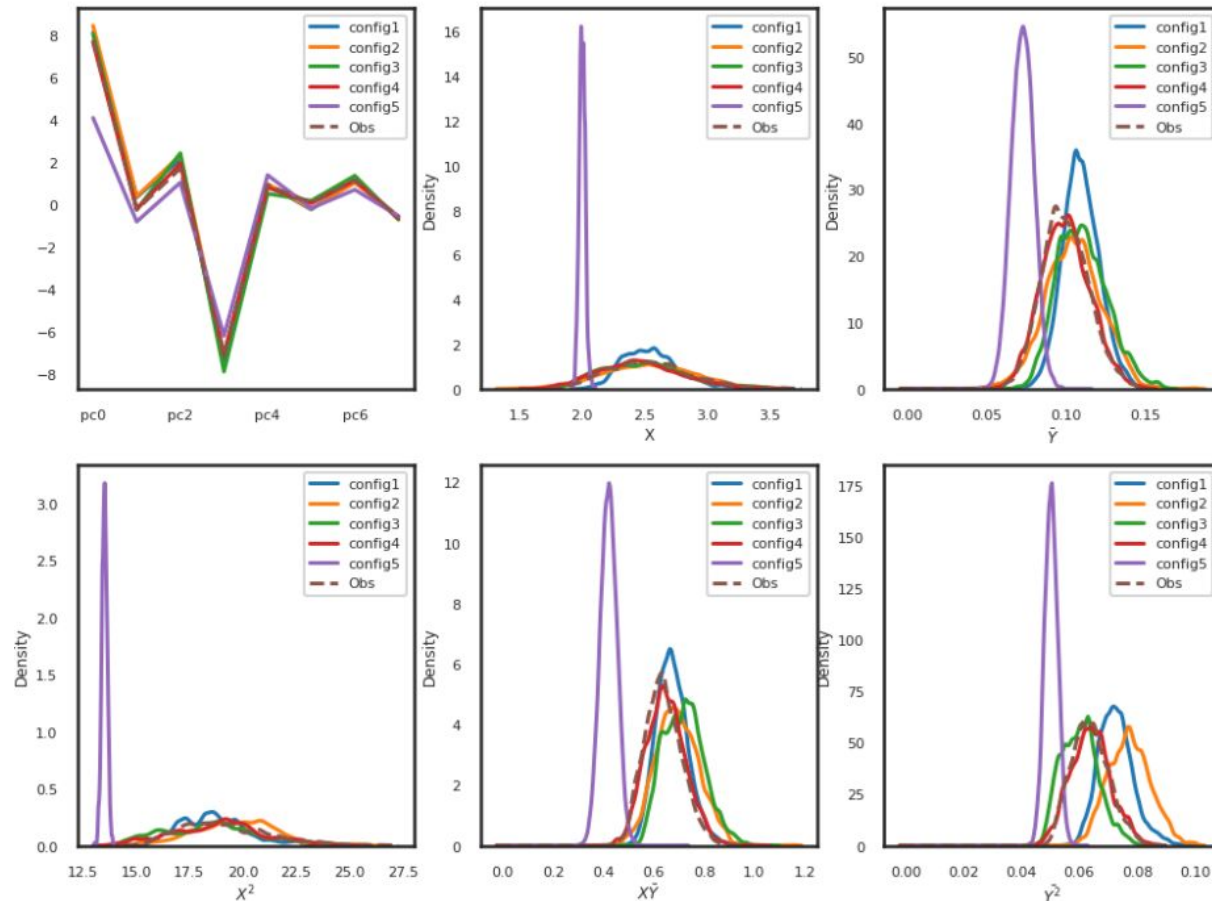 8
6
4
2
0
−2
−4
−6
−8
pc0
pc2
pc4
pc6
config1
config2
config3
config4
config5
Obs
Density
16
14
12
10
8
6
4
2
0
1.5
2.0
2.5
3.0
3.5
X
config1
config2
config3
config4
config5
Obs
Density
50
40
30
20
10
0
0.00
0.05
0.10
0.15
Ȳ
config1
config2
config3
config4
config5
Obs
Density
3.0
2.5
2.0
1.5
1.0
0.5
0.0
12.5
15.0
17.5
20.0
22.5
25.0
27.5
X²
config1
config2
config3
config4
config5
Obs
Density
12
10
8
6
4
2
0
0.0
0.2
0.4
0.6
0.8
1.0
1.2
XȲ
config1
config2
config3
config4
config5
Obs
Density
175
150
125
100
75
50
25
0
0.00
0.02
0.04
0.06
0.08
0.10
Ȳ²
config1
config2
config3
config4
config5
Obs